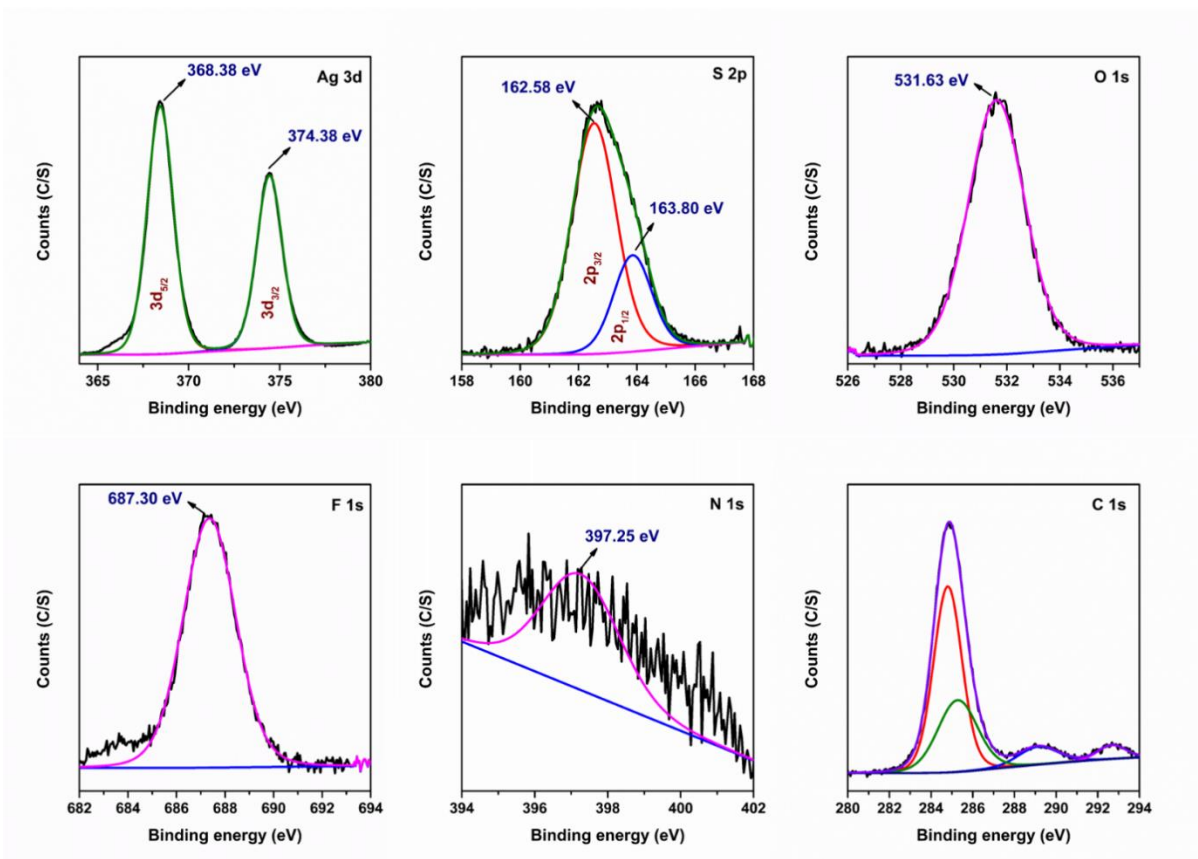 368.38 eV
Ag 3d
374.38 eV
Counts (C/S)
3d5/2
3d3/2
365 370 375 380
Binding energy (eV)
162.58 eV
S 2p
163.80 eV
Counts (C/S)
2p3/2
2p1/2
158 160 162 164 166 168
Binding energy (eV)
531.63 eV
O 1s
Counts (C/S)
526 528 530 532 534 536
Binding energy (eV)
687.30 eV
F 1s
Counts (C/S)
682 684 686 688 690 692 694
Binding energy (eV)
N 1s
397.25 eV
Counts (C/S)
394 396 398 400 402
Binding energy (eV)
C 1s
Counts (C/S)
280 282 284 286 288 290 292 294
Binding energy (eV)